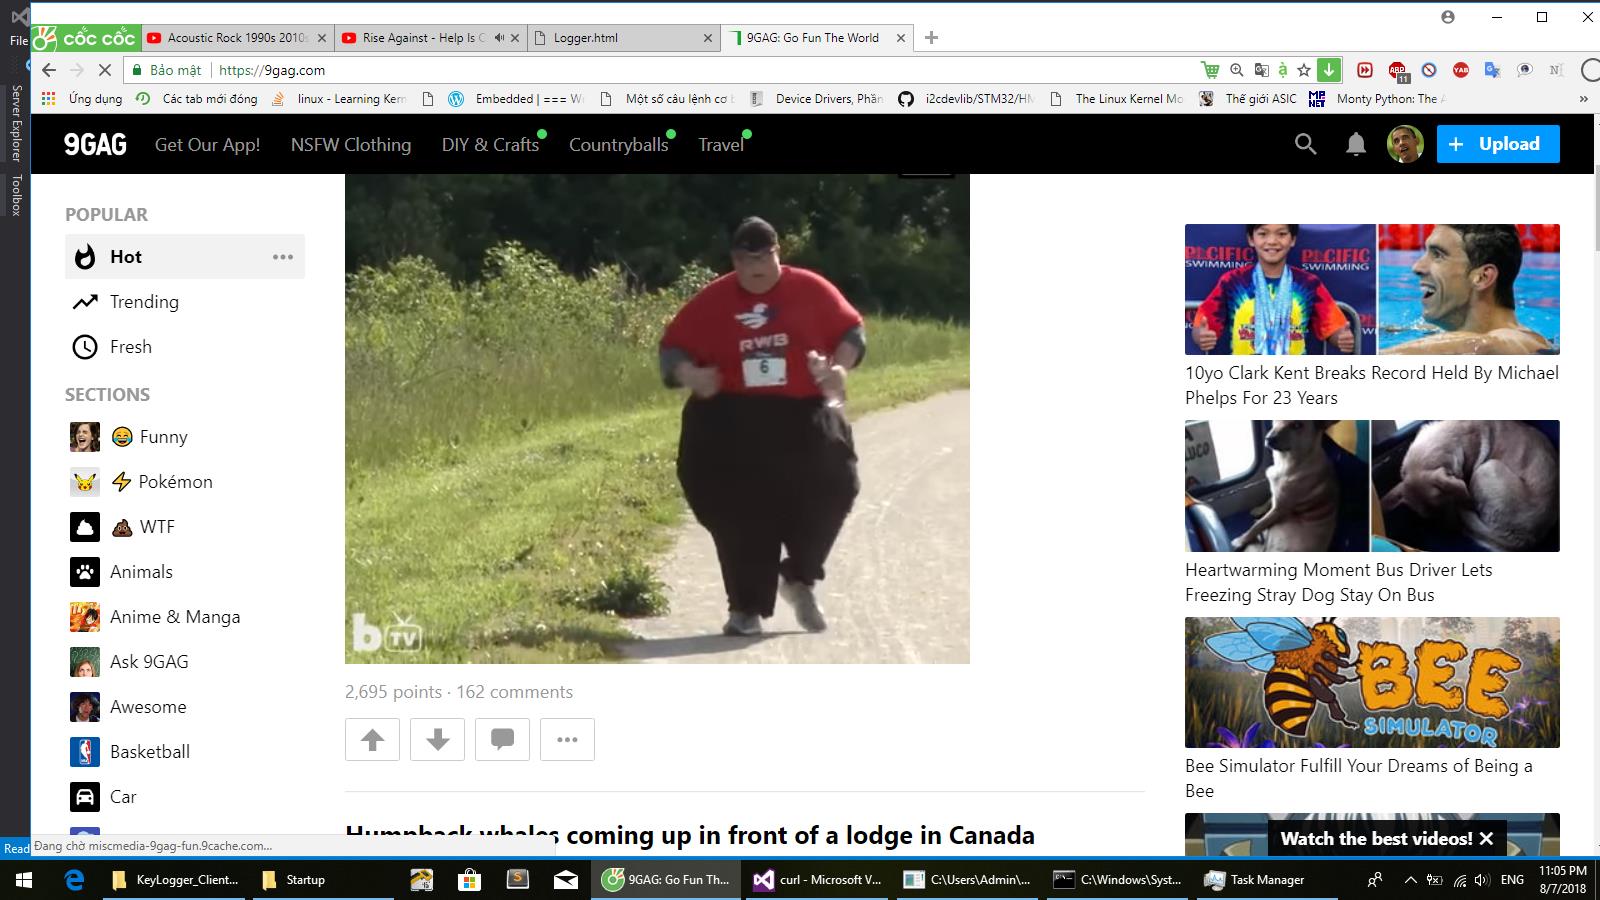 File
CỐC CỐC
Acoustic Rock 1990s 2010s
Rise Against - Help Is C
Logger.html
9GAG: Go Fun The World
Bảo mật
https://9gag.com
ABP
11
YAB
Ứng dụng
Các tab mới đóng
linux - Learning Kern
Embedded | === W
Một số câu lệnh cơ b
Device Drivers, Phần
i2cdevlib/STM32/HM
The Linux Kernel Mo
Thế giới ASIC
Monty Python: The A
»
Server Explorer
Toolbox
9GAG
Get Our App!
NSFW Clothing
DIY & Crafts
Countryballs
Travel
+ Upload
POPULAR
Hot
Trending
Fresh
SECTIONS
😂 Funny
⚡ Pokémon
💩 WTF
Animals
Anime & Manga
Ask 9GAG
Awesome
Basketball
Car
RWB
6
b TV
2,695 points · 162 comments
Humpback whales coming up in front of a lodge in Canada
PACIFIC
SWIMMING
PACIFIC
SWIMMING
10yo Clark Kent Breaks Record Held By Michael
Phelps For 23 Years
Heartwarming Moment Bus Driver Lets
Freezing Stray Dog Stay On Bus
BEE
SIMULATOR
Bee Simulator Fulfill Your Dreams of Being a
Bee
Watch the best videos!
Read
Đang chờ miscmedia-9gag-fun.9cache.com...
KeyLogger_Client...
Startup
9GAG: Go Fun Th...
curl - Microsoft V...
C:\Users\Admin\...
C:\Windows\Syst...
Task Manager
ENG
11:05 PM
8/7/2018